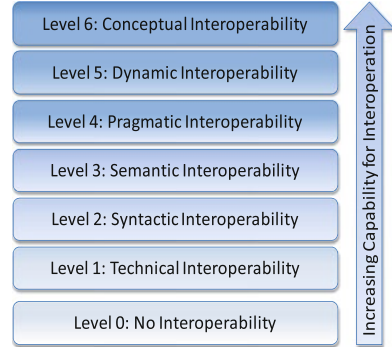 Level 6: Conceptual Interoperability
Level 5: Dynamic Interoperability
Level 4: Pragmatic Interoperability
Level 3: Semantic Interoperability
Level 2: Syntactic Interoperability
Level 1: Technical Interoperability
Level 0: No Interoperability
Increasing Capability for Interoperation